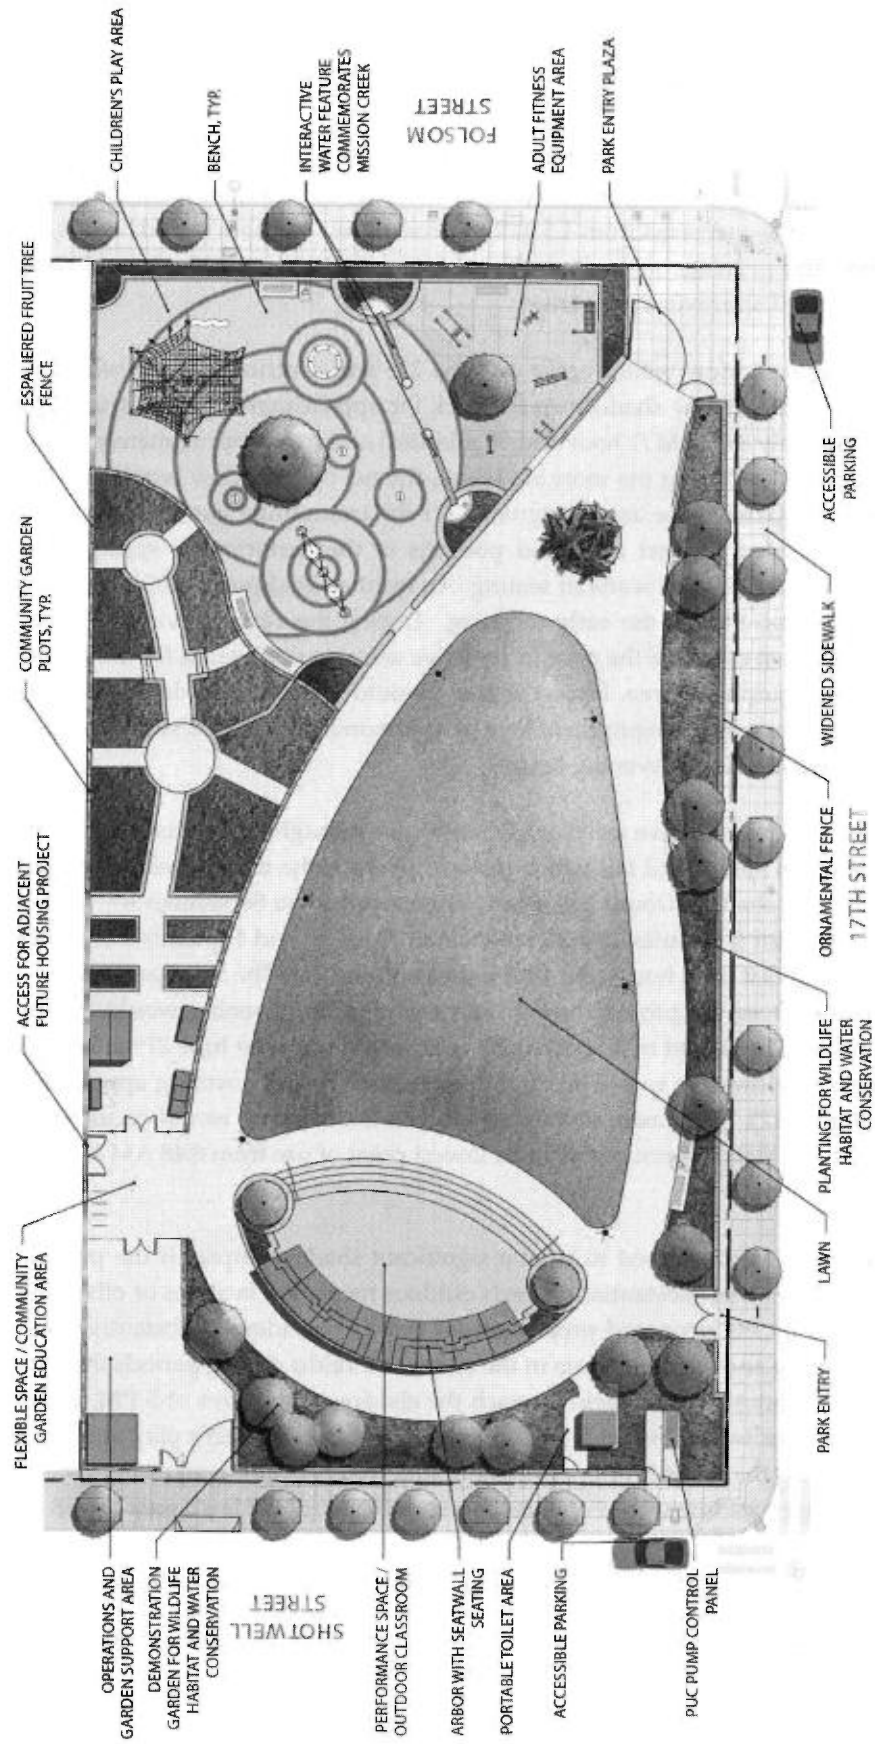 FLEXIBLE SPACE / COMMUNITY
GARDEN EDUCATION AREA
ACCESS FOR ADJACENT
FUTURE HOUSING PROJECT
COMMUNITY GARDEN
PLOTS, TYP.
ESPALIERED FRUIT TREE
FENCE
CHILDREN'S PLAY AREA
BENCH, TYP.
INTERACTIVE
WATER FEATURE
COMMEMORATES
MISSION CREEK
FOLSOM
STREET
ADULT FITNESS
EQUIPMENT AREA
PARK ENTRY PLAZA
OPERATIONS AND
GARDEN SUPPORT AREA
DEMONSTRATION
GARDEN FOR WILDLIFE
HABITAT AND WATER
CONSERVATION
SHOTWELL
STREET
PERFORMANCE SPACE /
OUTDOOR CLASSROOM
ARBOR WITH SEATWALL
SEATING
PORTABLE TOILET AREA
ACCESSIBLE PARKING
PUC PUMP CONTROL
PANEL
PARK ENTRY
LAWN
PLANTING FOR WILDLIFE
HABITAT AND WATER
CONSERVATION
ORNAMENTAL FENCE
WIDENED SIDEWALK
ACCESSIBLE
PARKING
17TH STREET